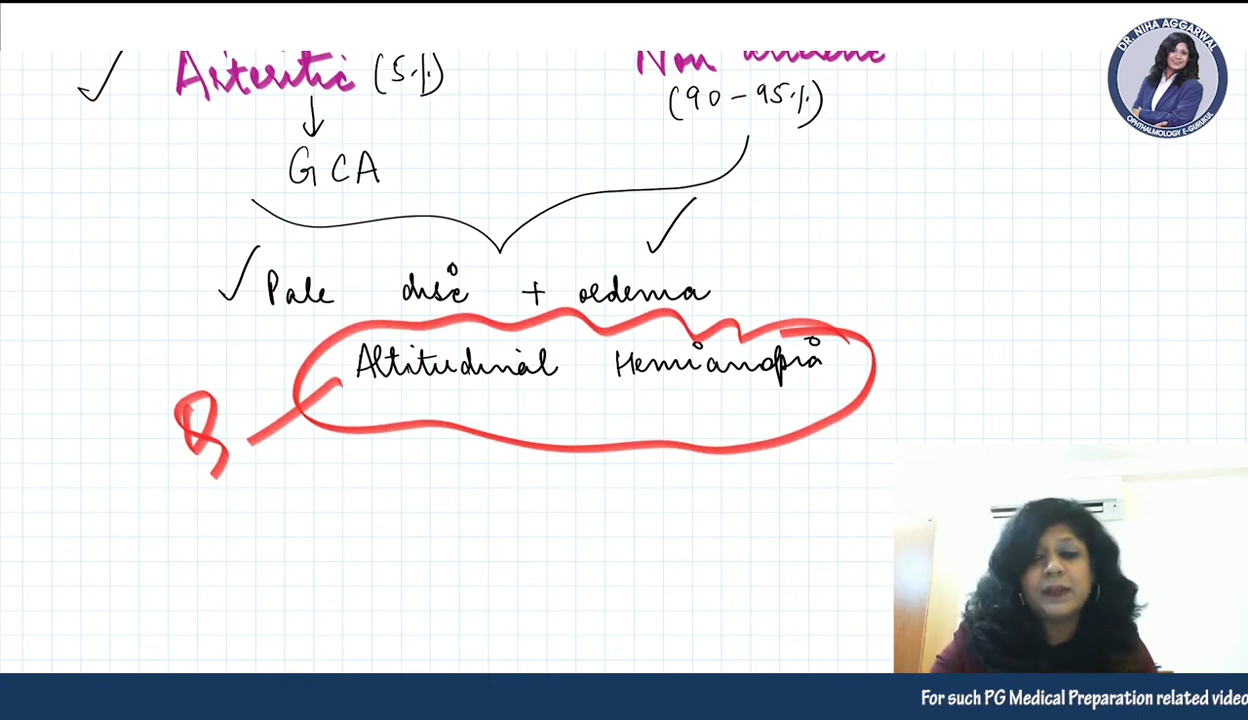 DR. NIHA AGGARWAL
OPHTHALMOLOGY E-GURUKUL
Arteritic (5%)
Non
(90-95%)
GCA
Pale disc + oedema
Altitudinal Hemianopia
Q
For such PG Medical Preparation related video